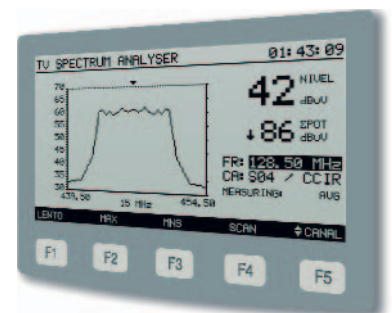 TV SPECTRUM ANALYSER 01:43:09
70
65
60
55
50
45
40
35
30
439,50 15 MHz 454,50
42 NIVEL dBuV
↓86 ΣPOT dBuV
FR: 128.50 MHz
CA: S04 / CCIR
MEASURING: AVG
LENTO MAX MNS SCAN CANAL
F1 F2 F3 F4 F5